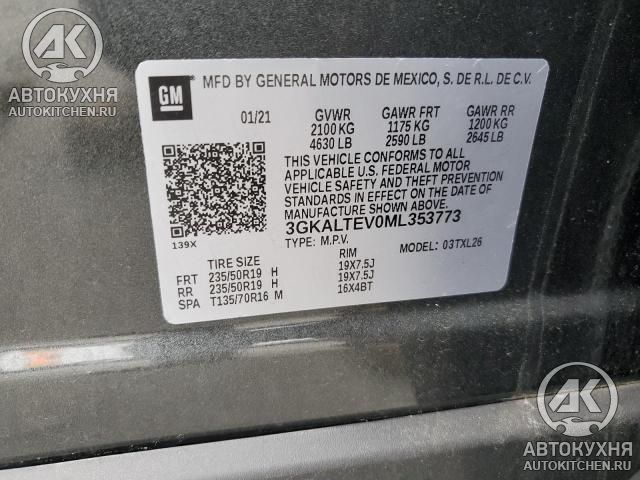 АВТОКУХНЯ
AUTOKITCHEN.RU
GM
MFD BY GENERAL MOTORS DE MEXICO, S. DE R.L. DE C.V.
01/21 GVWR GAWR FRT GAWR RR
2100 KG 1175 KG 1200 KG
4630 LB 2590 LB 2645 LB
THIS VEHICLE CONFORMS TO ALL
APPLICABLE U.S. FEDERAL MOTOR
VEHICLE SAFETY AND THEFT PREVENTION
STANDARDS IN EFFECT ON THE DATE OF
MANUFACTURE SHOWN ABOVE.
3GKALTEV0ML353773
139X
TYPE: M.P.V. MODEL: 03TXL26
TIRE SIZE RIM
FRT 235/50R19 H 19X7.5J
RR 235/50R19 H 19X7.5J
SPA T135/70R16 M 16X4BT
АК
АВТОКУХНЯ
AUTOKITCHEN.RU